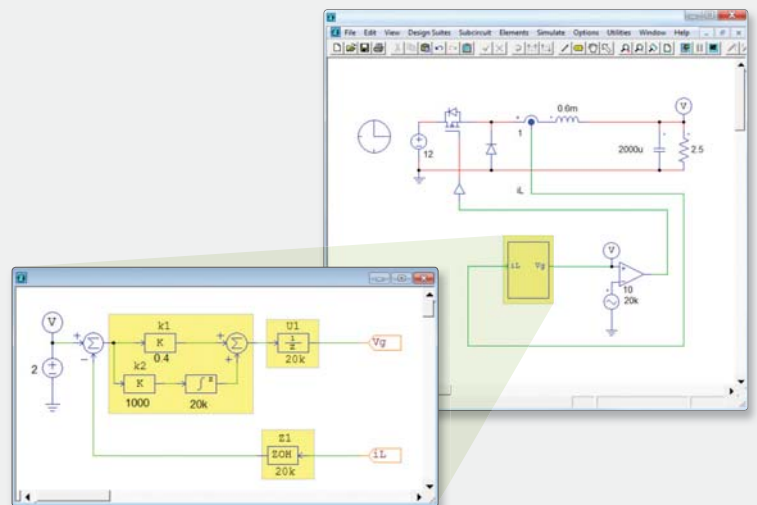 File Edit View Design Suites Subcircuit Elements Simulate Options Utilities Window Help
V
0.6m
1
12
2000u
2.5
iL
V
iL Vg
10
20k
V
2
k1
K
0.4
k2
K
1000
20k
U1
1
z
20k
Vg
Z1
ZOH
20k
iL